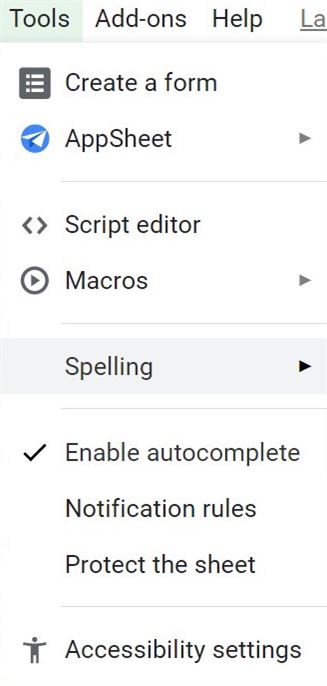 Tools Add-ons Help La
Create a form
AppSheet
Script editor
Macros
Spelling
Enable autocomplete
Notification rules
Protect the sheet
Accessibility settings